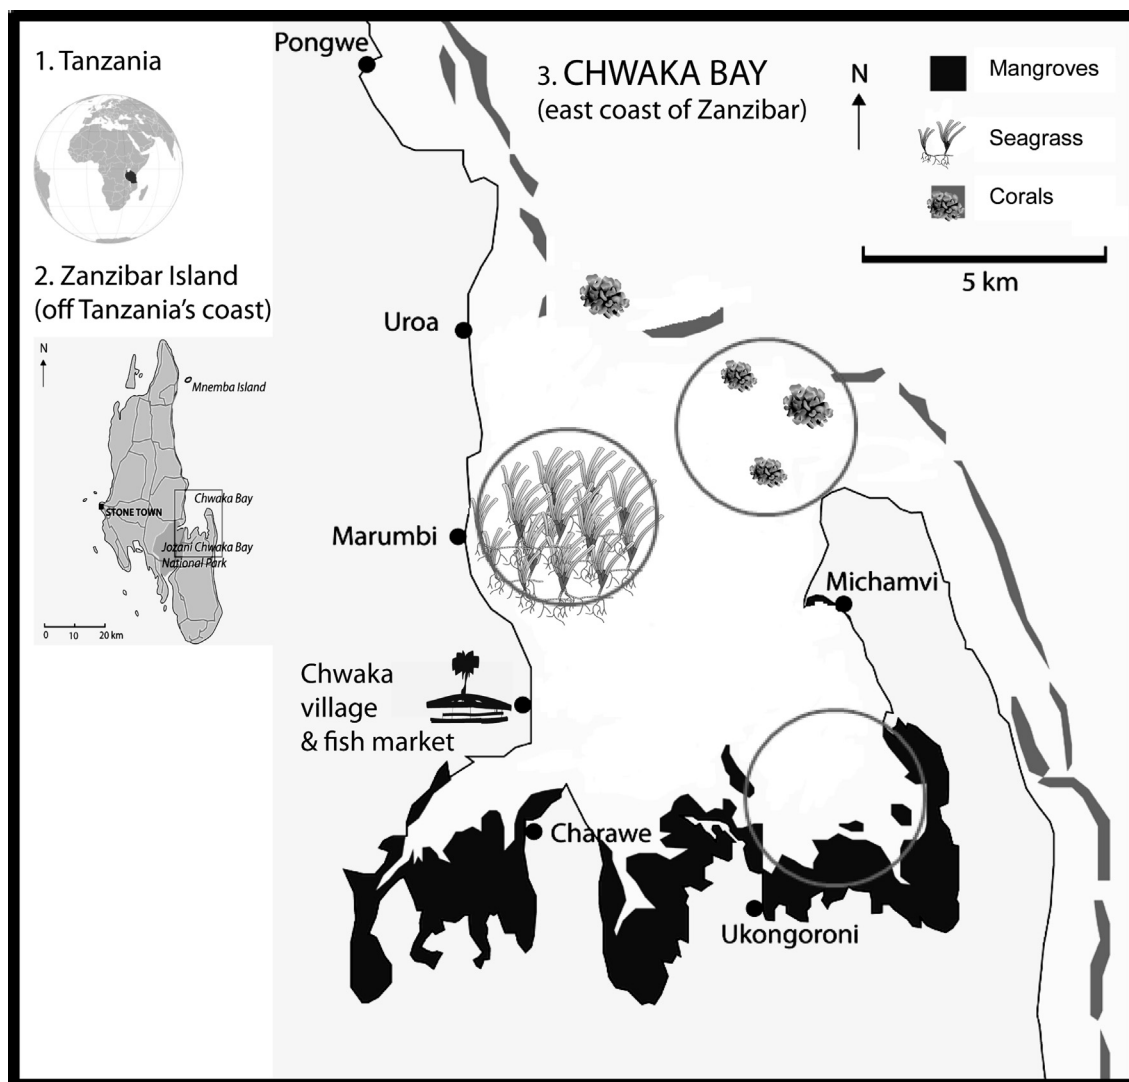 1. Tanzania
2. Zanzibar Island
(off Tanzania's coast)
N
Mnemba Island
Chwaka Bay
STONE TOWN
Jozani Chwaka Bay
National Park
0 10 20 km
3. CHWAKA BAY
(east coast of Zanzibar)
N
Mangroves
Seagrass
Corals
5 km
Pongwe
Uroa
Marumbi
Michamvi
Chwaka
village
& fish market
Charawe
Ukongoroni